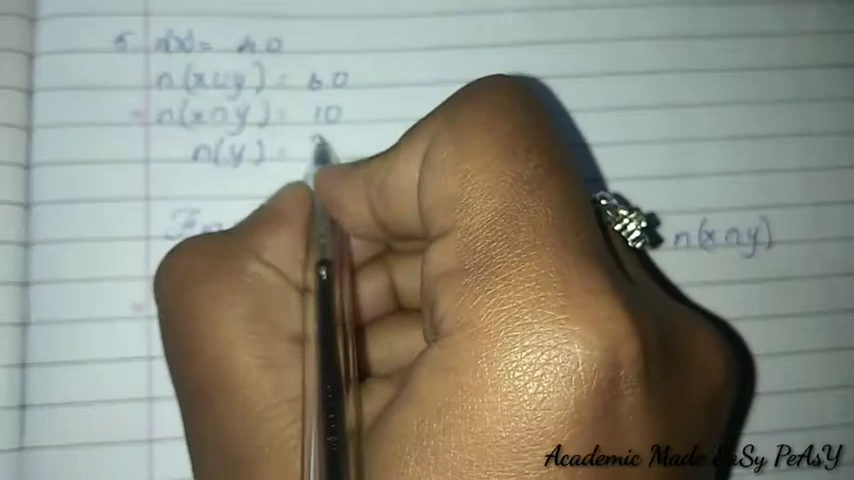 5. n(x) = 40
n(x∪y) = 60
n(x∩y) = 10
n(y) = ?
n(x∩y)
Academic Made EaSy PeAsY